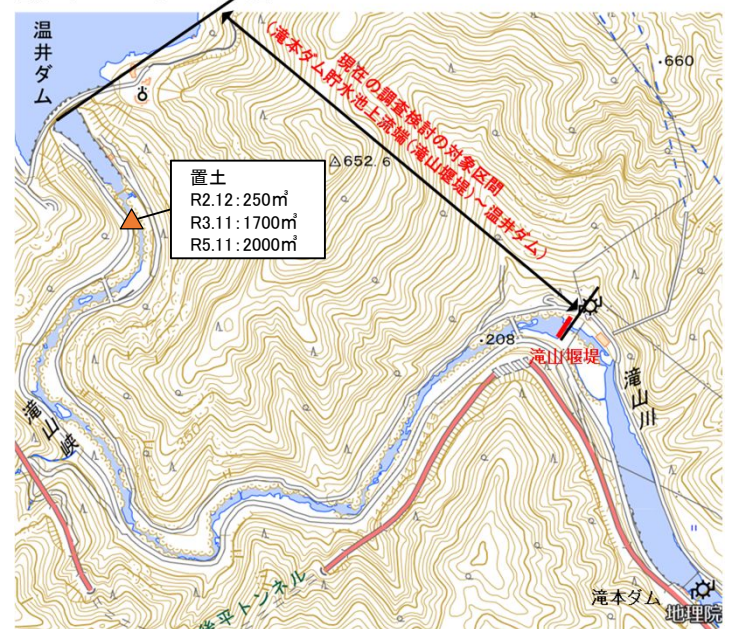 温井ダム
・660
現在の調査検討の対象区間
(滝本ダム貯水池上流端(滝山堰堤)～温井ダム)
652.6
置土
R2.12:250㎥
R3.11:1700㎥
R5.11:2000㎥
・208
滝山堰堤
滝山川
滝山峡
350
平トンネル
滝本ダム
地理院